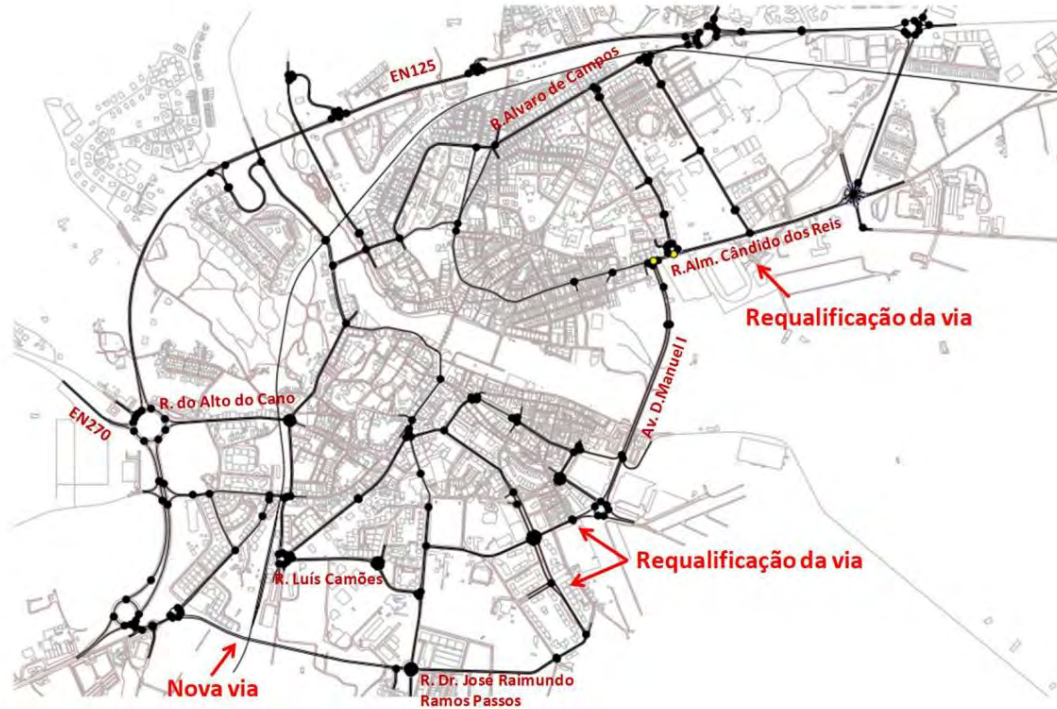 EN125
B.Alvaro de Campos
R.Alm. Cândido dos Reis
Requalificação da via
Av. D.Manuel I
R. do Alto do Cano
EN270
Requalificação da via
R. Luís Camões
Nova via
R. Dr. José Raimundo
Ramos Passos